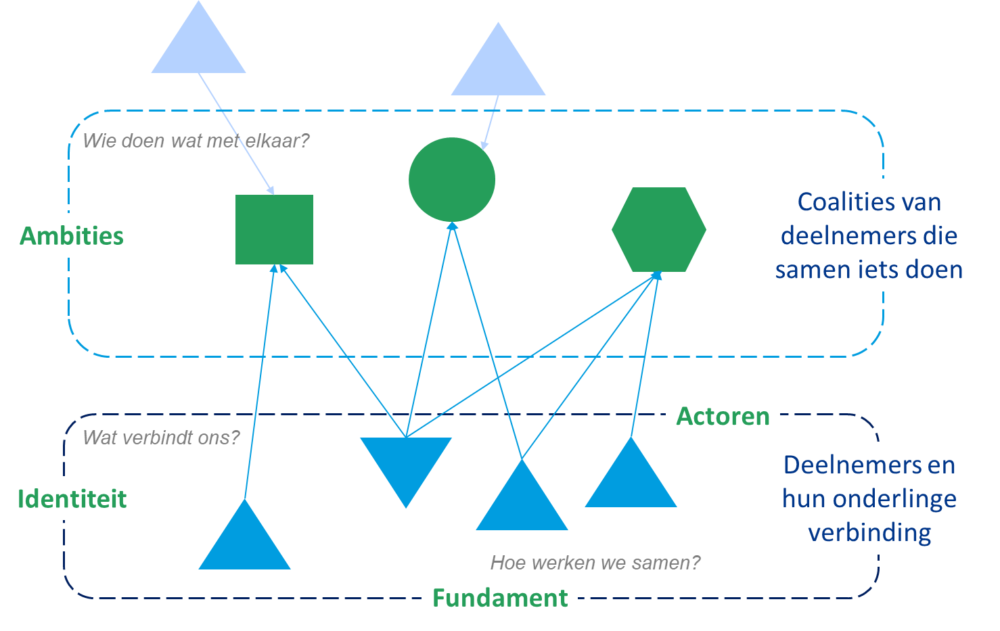 Wie doen wat met elkaar?
Ambities
Coalities van
deelnemers die
samen iets doen
Actoren
Wat verbindt ons?
Identiteit
Deelnemers en
hun onderlinge
verbinding
Hoe werken we samen?
Fundament